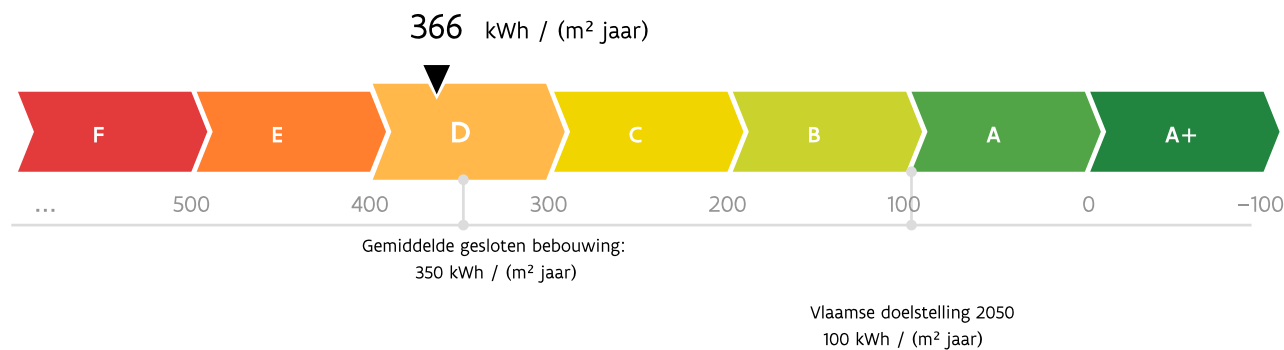 366 kWh / (m² jaar)
F E D C B A A+
... 500 400 300 200 100 0 –100
Gemiddelde gesloten bebouwing:
350 kWh / (m² jaar)
Vlaamse doelstelling 2050
100 kWh / (m² jaar)